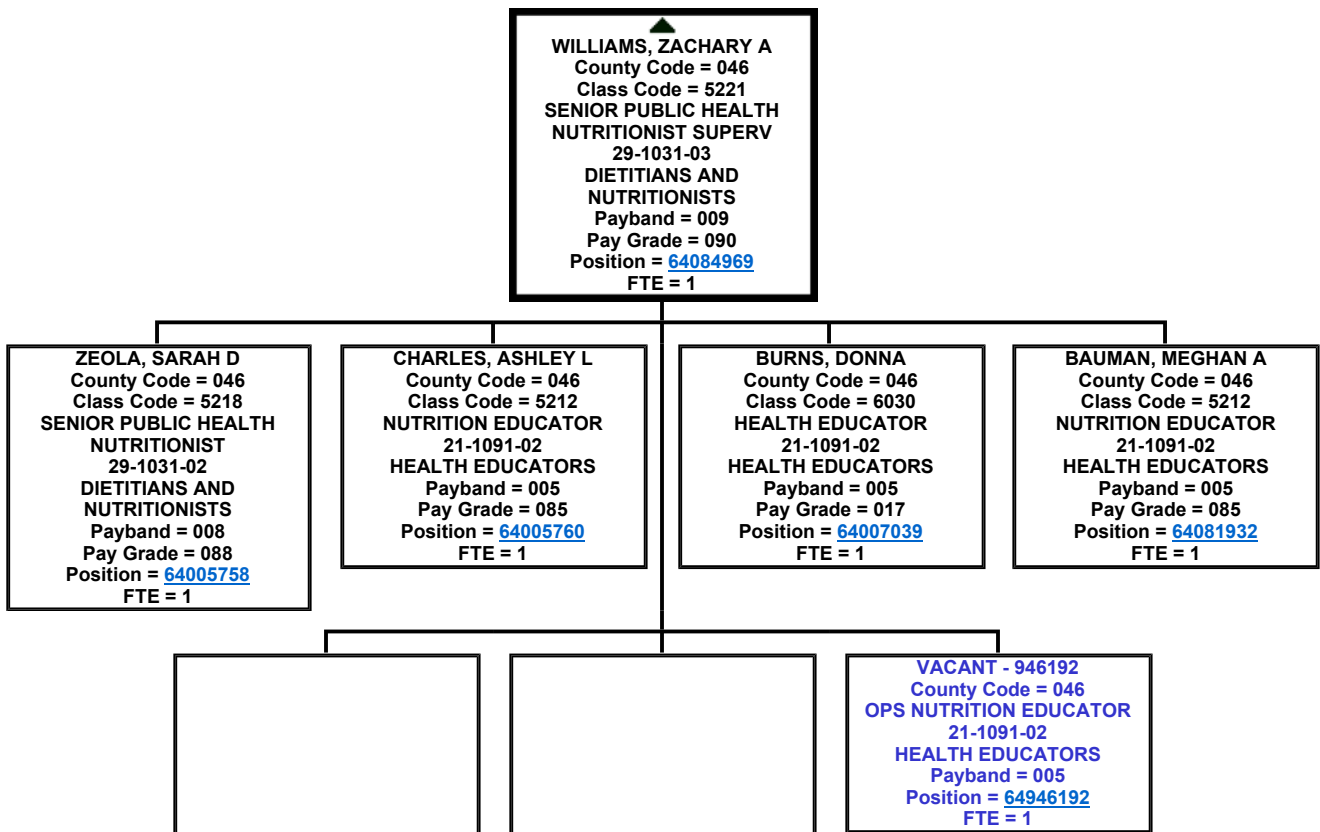 WILLIAMS, ZACHARY A
County Code = 046
Class Code = 5221
SENIOR PUBLIC HEALTH
NUTRITIONIST SUPERV
29-1031-03
DIETITIANS AND
NUTRITIONISTS
Payband = 009
Pay Grade = 090
Position = 64084969
FTE = 1
ZEOLA, SARAH D
County Code = 046
Class Code = 5218
SENIOR PUBLIC HEALTH
NUTRITIONIST
29-1031-02
DIETITIANS AND
NUTRITIONISTS
Payband = 008
Pay Grade = 088
Position = 64005758
FTE = 1
CHARLES, ASHLEY L
County Code = 046
Class Code = 5212
NUTRITION EDUCATOR
21-1091-02
HEALTH EDUCATORS
Payband = 005
Pay Grade = 085
Position = 64005760
FTE = 1
BURNS, DONNA
County Code = 046
Class Code = 6030
HEALTH EDUCATOR
21-1091-02
HEALTH EDUCATORS
Payband = 005
Pay Grade = 017
Position = 64007039
FTE = 1
BAUMAN, MEGHAN A
County Code = 046
Class Code = 5212
NUTRITION EDUCATOR
21-1091-02
HEALTH EDUCATORS
Payband = 005
Pay Grade = 085
Position = 64081932
FTE = 1
VACANT - 946192
County Code = 046
OPS NUTRITION EDUCATOR
21-1091-02
HEALTH EDUCATORS
Payband = 005
Position = 64946192
FTE = 1